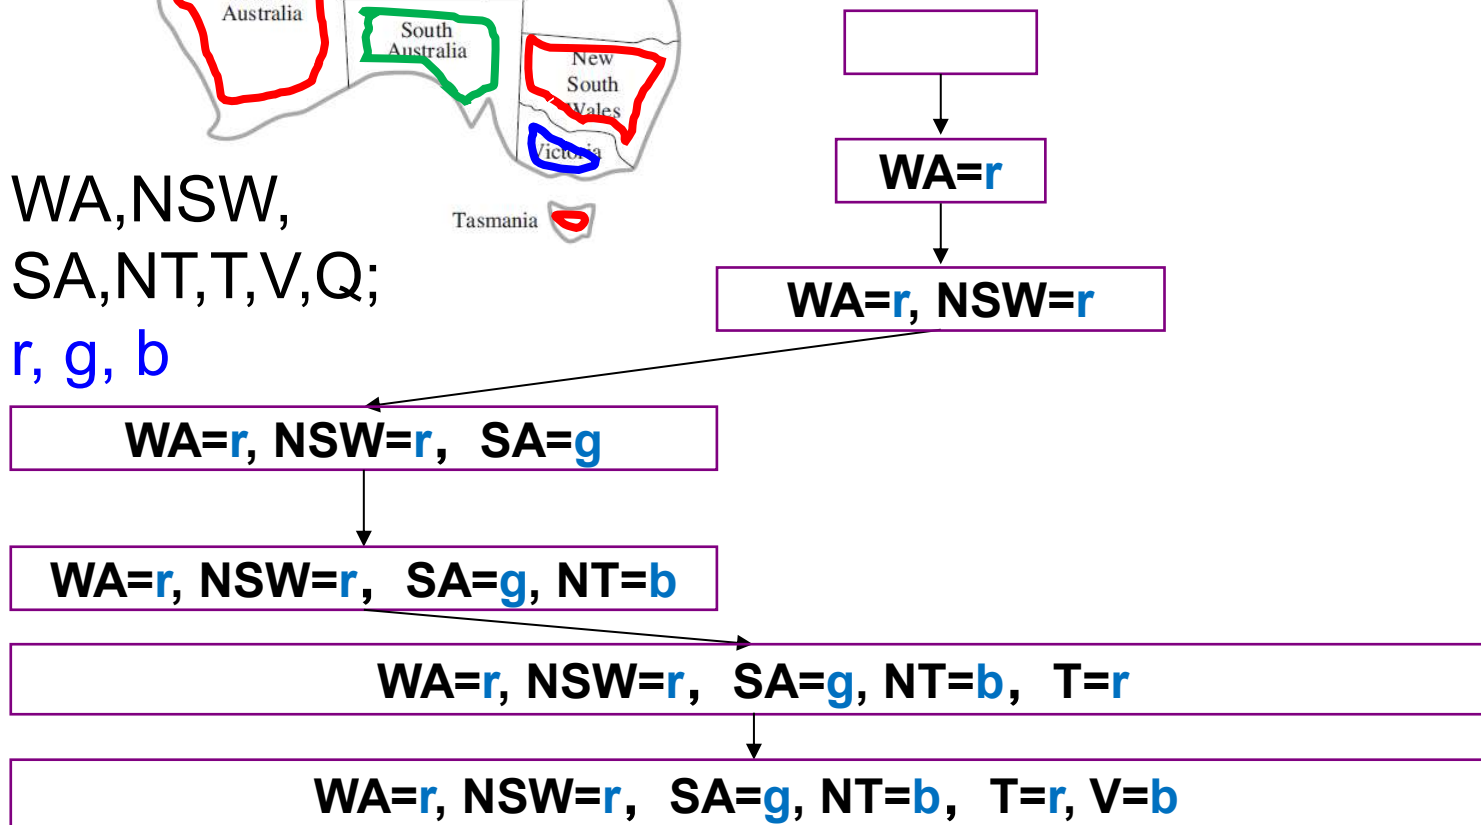 Australia
South
Australia
New
South
Wales
Victoria
Tasmania
WA,NSW,
SA,NT,T,V,Q;
r, g, b
WA=r
WA=r, NSW=r
WA=r, NSW=r, SA=g
WA=r, NSW=r, SA=g, NT=b
WA=r, NSW=r, SA=g, NT=b, T=r
WA=r, NSW=r, SA=g, NT=b, T=r, V=b